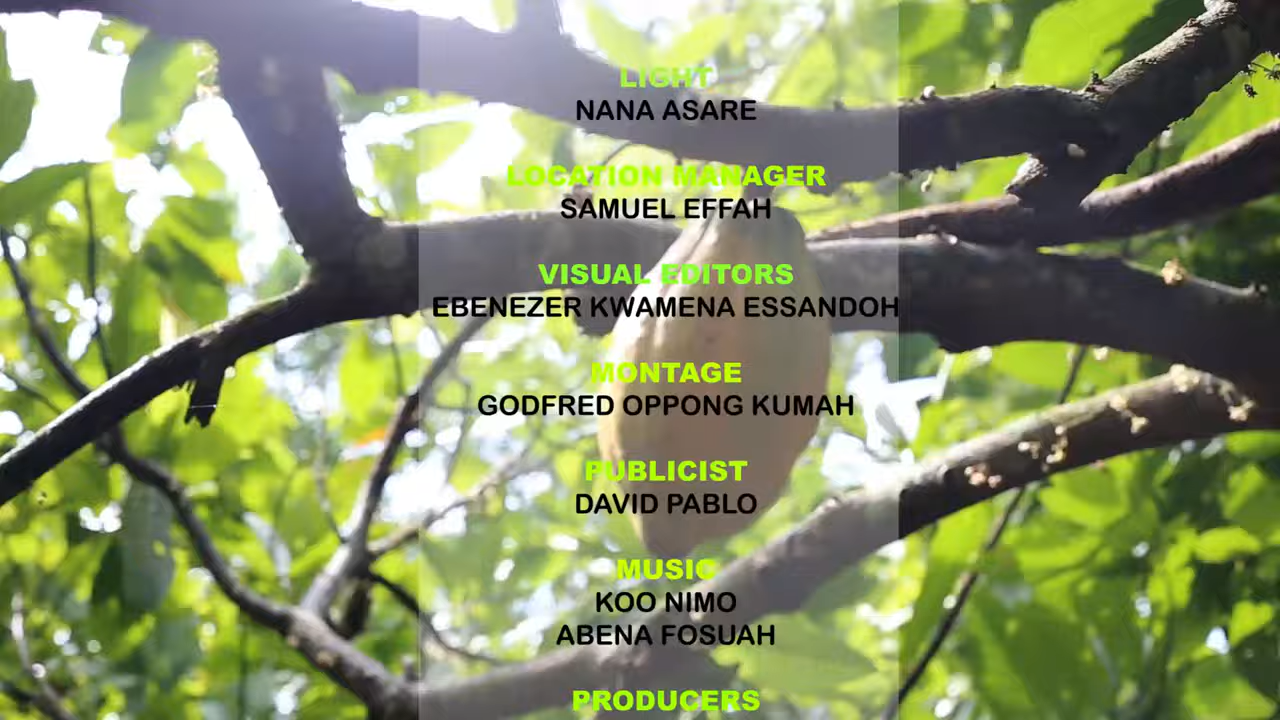 LIGHT
NANA ASARE
LOCATION MANAGER
SAMUEL EFFAH
VISUAL EDITORS
EBENEZER KWAMENA ESSANDOH
MONTAGE
GODFRED OPPONG KUMAH
PUBLICIST
DAVID PABLO
MUSIC
KOO NIMO
ABENA FOSUAH
PRODUCERS